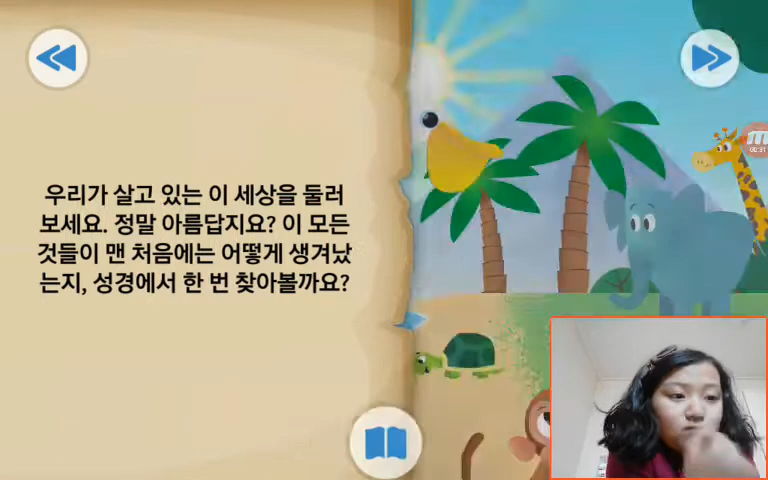 우리가 살고 있는 이 세상을 둘러
보세요. 정말 아름답지요? 이 모든
것들이 맨 처음에는 어떻게 생겨났
는지, 성경에서 한 번 찾아볼까요?